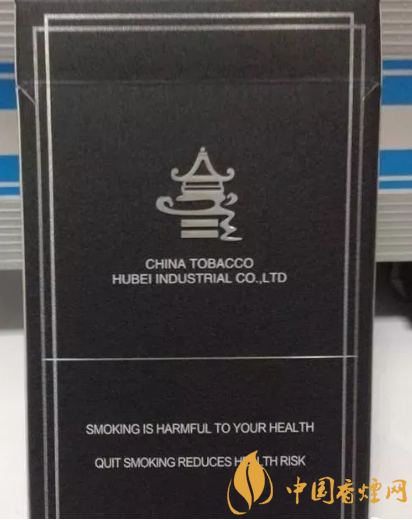 CHINA TOBACCO
HUBEI INDUSTRIAL CO.,LTD
SMOKING IS HARMFUL TO YOUR HEALTH
QUIT SMOKING REDUCES HEALTH RISK
中国香烟网